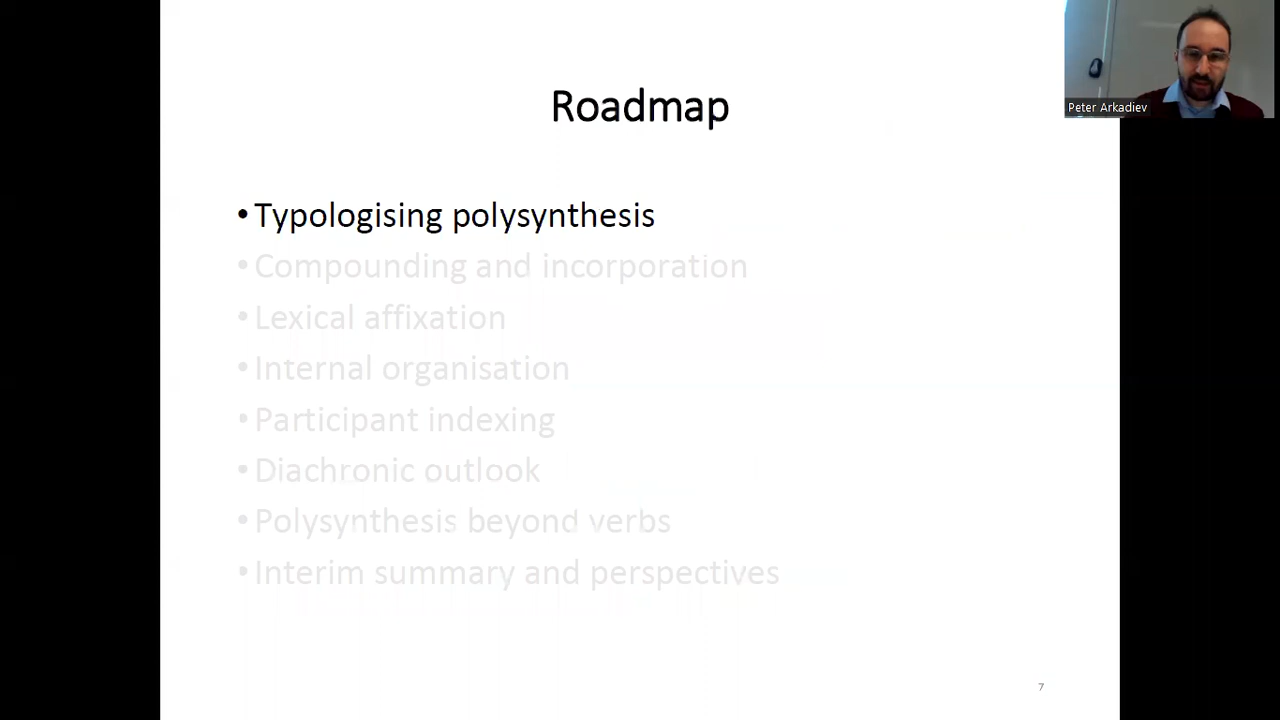 Roadmap
Peter Arkadiev
• Typologising polysynthesis
• Compounding and incorporation
• Lexical affixation
• Internal organisation
• Participant indexing
• Diachronic outlook
• Polysynthesis beyond verbs
• Interim summary and perspectives
7